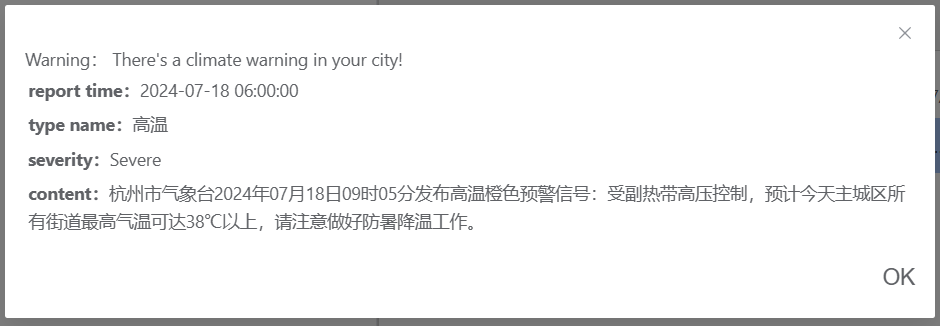 Warning： There's a climate warning in your city!
report time：2024-07-18 06:00:00
type name：高温
severity：Severe
content：杭州市气象台2024年07月18日09时05分发布高温橙色预警信号：受副热带高压控制，预计今天主城区所
有街道最高气温可达38℃以上，请注意做好防暑降温工作。
OK